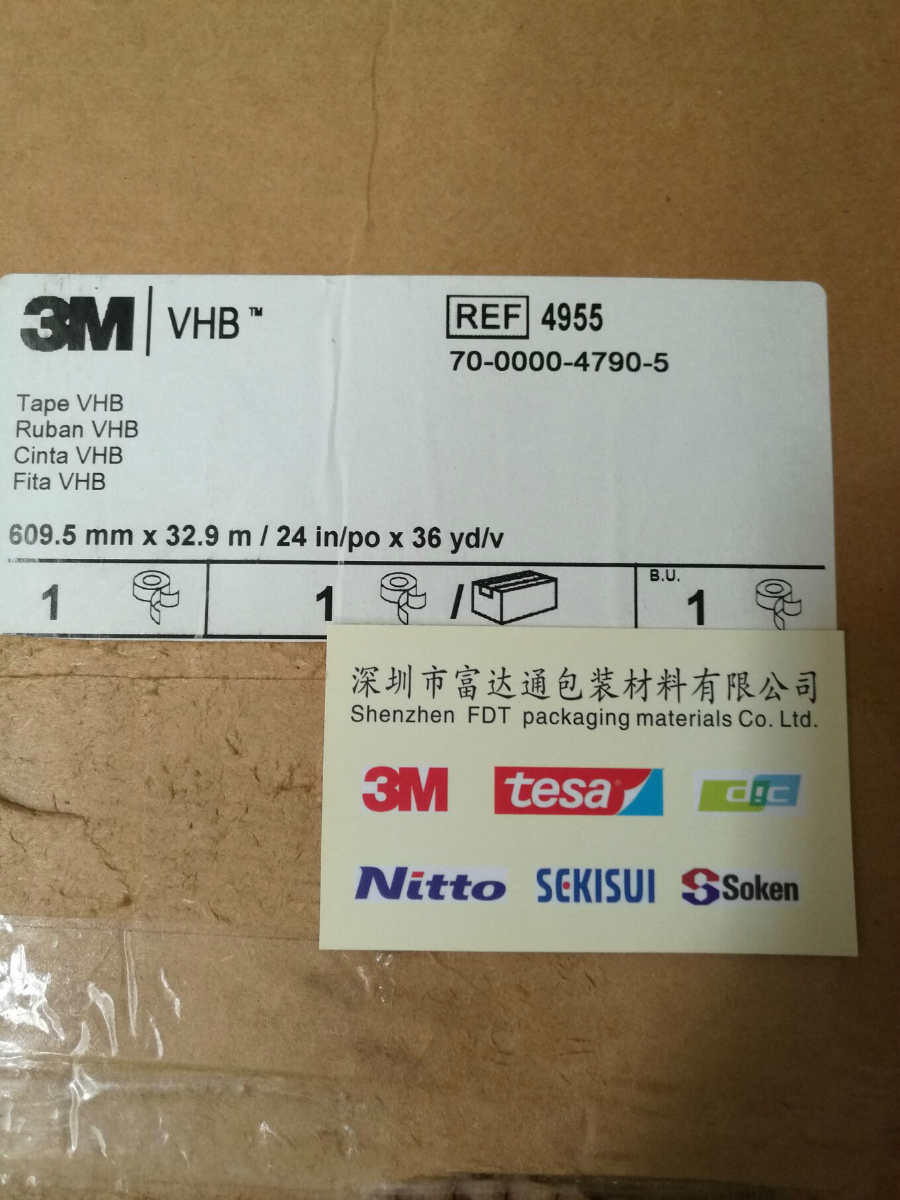 3M VHB™
REF 4955
70-0000-4790-5
Tape VHB
Ruban VHB
Cinta VHB
Fita VHB
609.5 mm x 32.9 m / 24 in/po x 36 yd/v
1 1 / B.U. 1
深圳市富达通包装材料有限公司
Shenzhen FDT packaging materials Co. Ltd.
3M tesa® dic
Nitto SEKISUI Soken